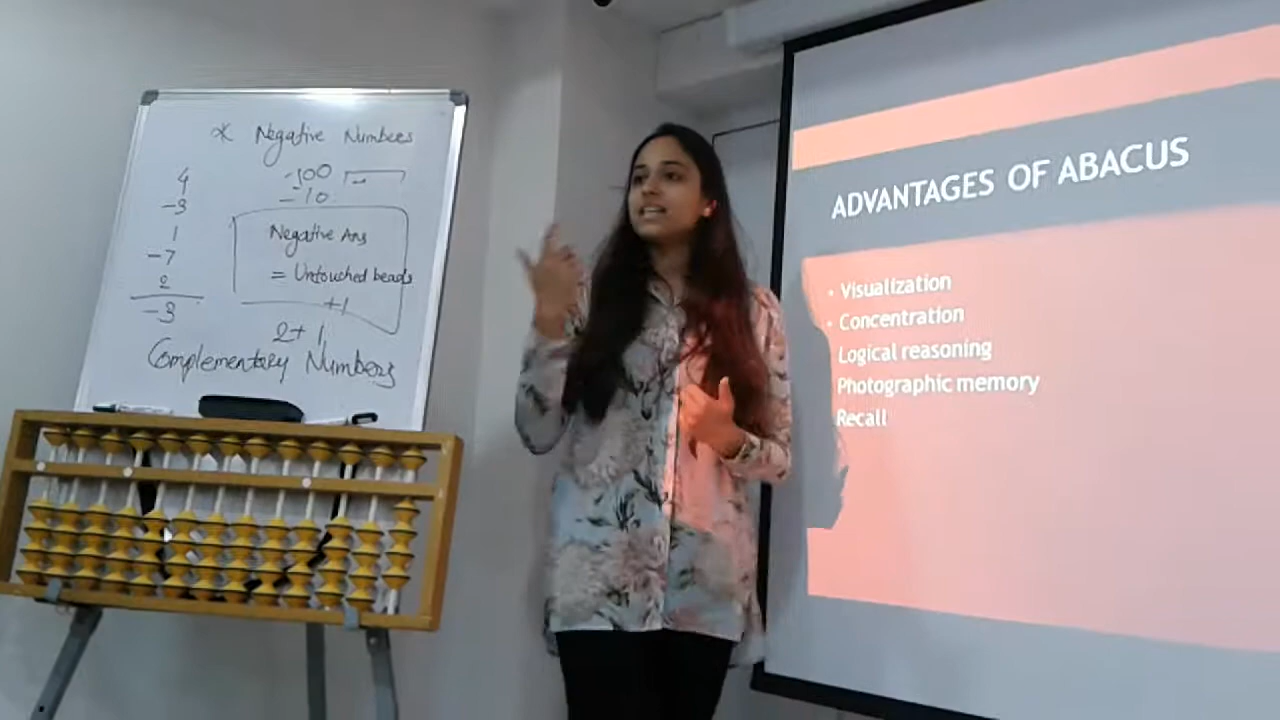 * Negative Numbers
4
-3
1
-7
2
-3
-100
-10
Negative Ans
= Untouched beads
+1
2+1
Complementary Numbers
ADVANTAGES OF ABACUS
• Visualization
• Concentration
Logical reasoning
Photographic memory
Recall